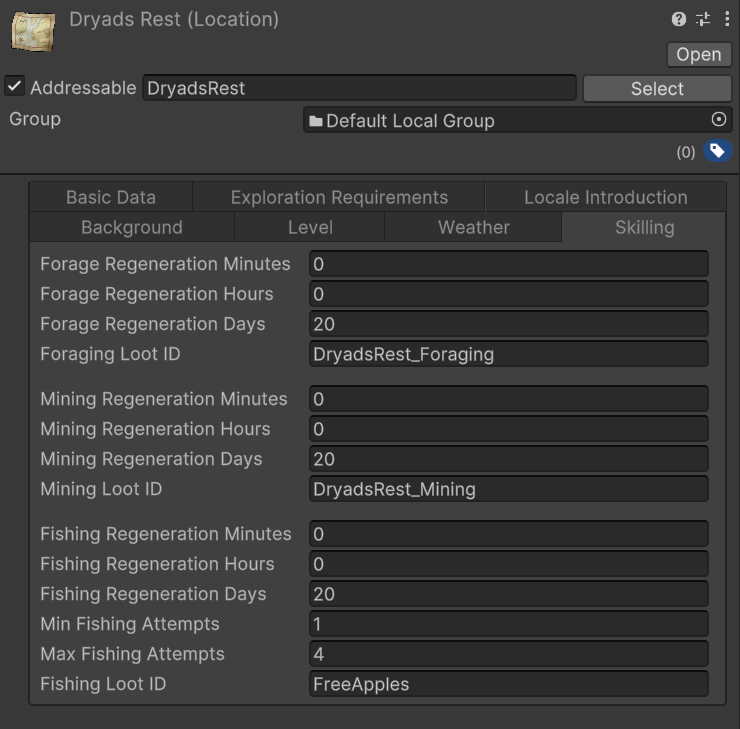 Dryads Rest (Location)
Open
Addressable DryadsRest Select
Group Default Local Group
(0)
Basic Data Exploration Requirements Locale Introduction
Background Level Weather Skilling
Forage Regeneration Minutes 0
Forage Regeneration Hours 0
Forage Regeneration Days 20
Foraging Loot ID DryadsRest_Foraging
Mining Regeneration Minutes 0
Mining Regeneration Hours 0
Mining Regeneration Days 20
Mining Loot ID DryadsRest_Mining
Fishing Regeneration Minutes 0
Fishing Regeneration Hours 0
Fishing Regeneration Days 20
Min Fishing Attempts 1
Max Fishing Attempts 4
Fishing Loot ID FreeApples